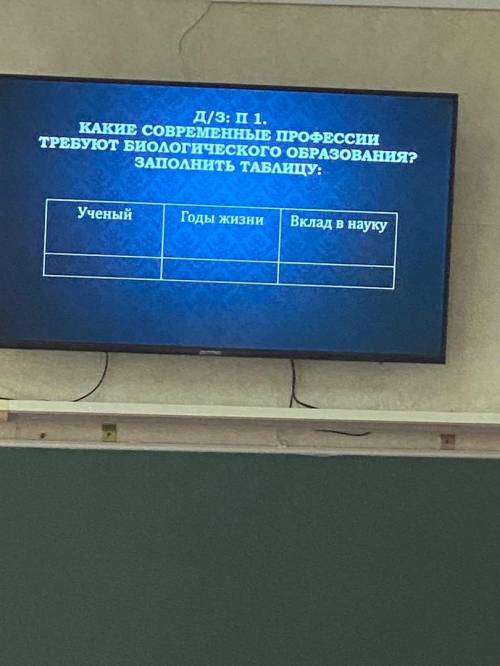 Д/З: П 1.
КАКИЕ СОВРЕМЕННЫЕ ПРОФЕССИИ
ТРЕБУЮТ БИОЛОГИЧЕСКОГО ОБРАЗОВАНИЯ?
ЗАПОЛНИТЬ ТАБЛИЦУ:
Ученый Годы жизни Вклад в науку